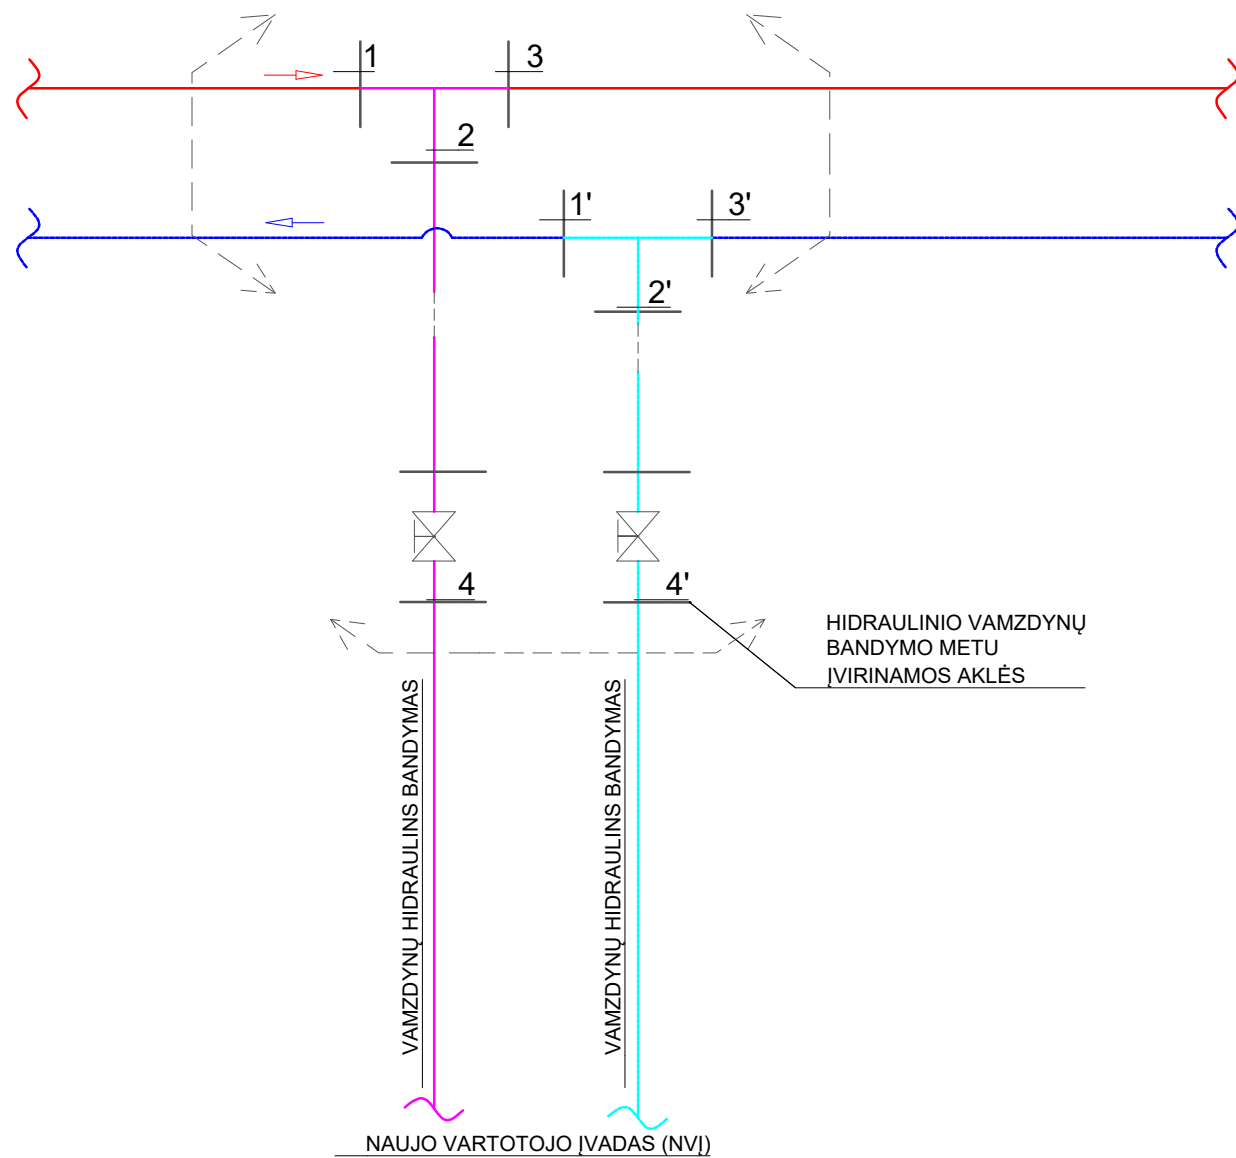 1
3
2
1'
3'
2'
4
4'
HIDRAULINIO VAMZDYNŲ
BANDYMO METU
ĮVIRINAMOS AKLĖS
VAMZDYNŲ HIDRAULINS BANDYMAS
VAMZDYNŲ HIDRAULINS BANDYMAS
NAUJO VARTOTOJO ĮVADAS (NVĮ)